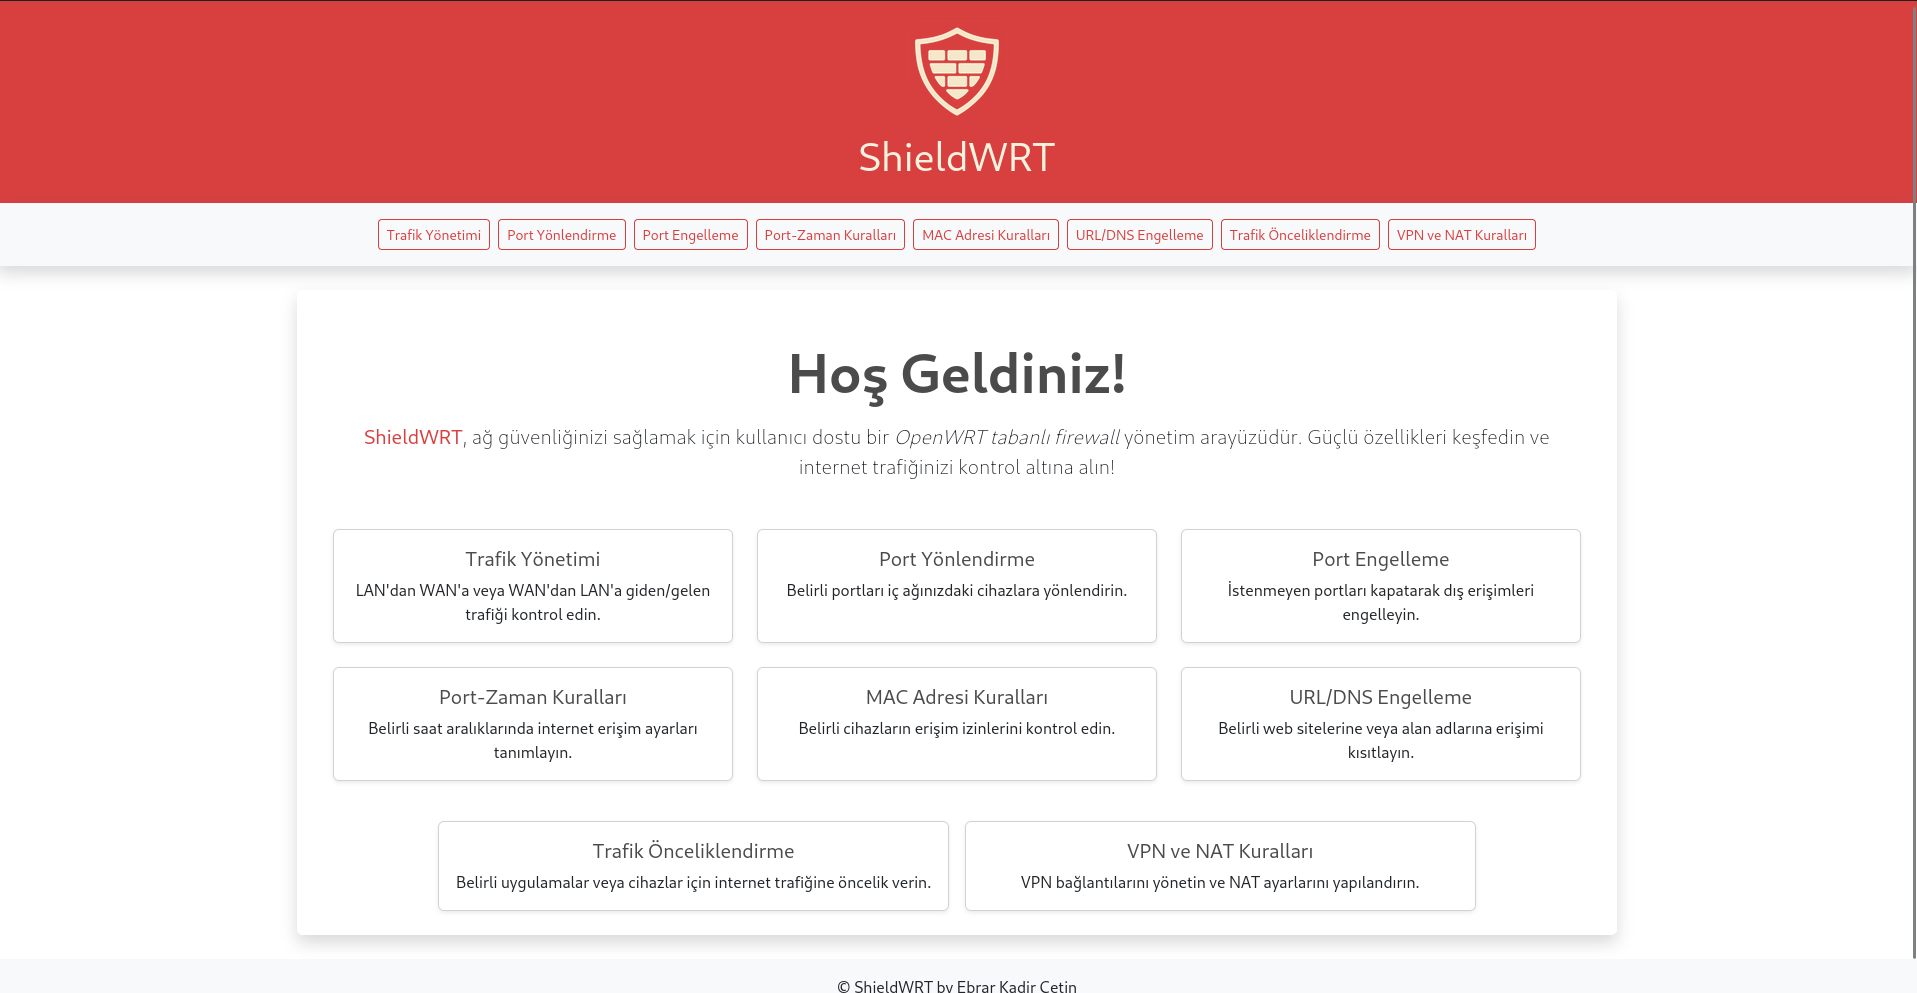 ShieldWRT
Trafik Yönetimi
Port Yönlendirme
Port Engelleme
Port-Zaman Kuralları
MAC Adresi Kuralları
URL/DNS Engelleme
Trafik Önceliklendirme
VPN ve NAT Kuralları
Hoş Geldiniz!
ShieldWRT, ağ güvenliğinizi sağlamak için kullanıcı dostu bir OpenWRT tabanlı firewall yönetim arayüzüdür. Güçlü özellikleri keşfedin ve
internet trafiğinizi kontrol altına alın!
Trafik Yönetimi
LAN'dan WAN'a veya WAN'dan LAN'a giden/gelen
trafiği kontrol edin.
Port Yönlendirme
Belirli portları iç ağınızdaki cihazlara yönlendirin.
Port Engelleme
İstenmeyen portları kapatarak dış erişimleri
engelleyin.
Port-Zaman Kuralları
Belirli saat aralıklarında internet erişim ayarları
tanımlayın.
MAC Adresi Kuralları
Belirli cihazların erişim izinlerini kontrol edin.
URL/DNS Engelleme
Belirli web sitelerine veya alan adlarına erişimi
kısıtlayın.
Trafik Önceliklendirme
Belirli uygulamalar veya cihazlar için internet trafiğine öncelik verin.
VPN ve NAT Kuralları
VPN bağlantılarını yönetin ve NAT ayarlarını yapılandırın.
© ShieldWRT by Ebrar Kadir Cetin